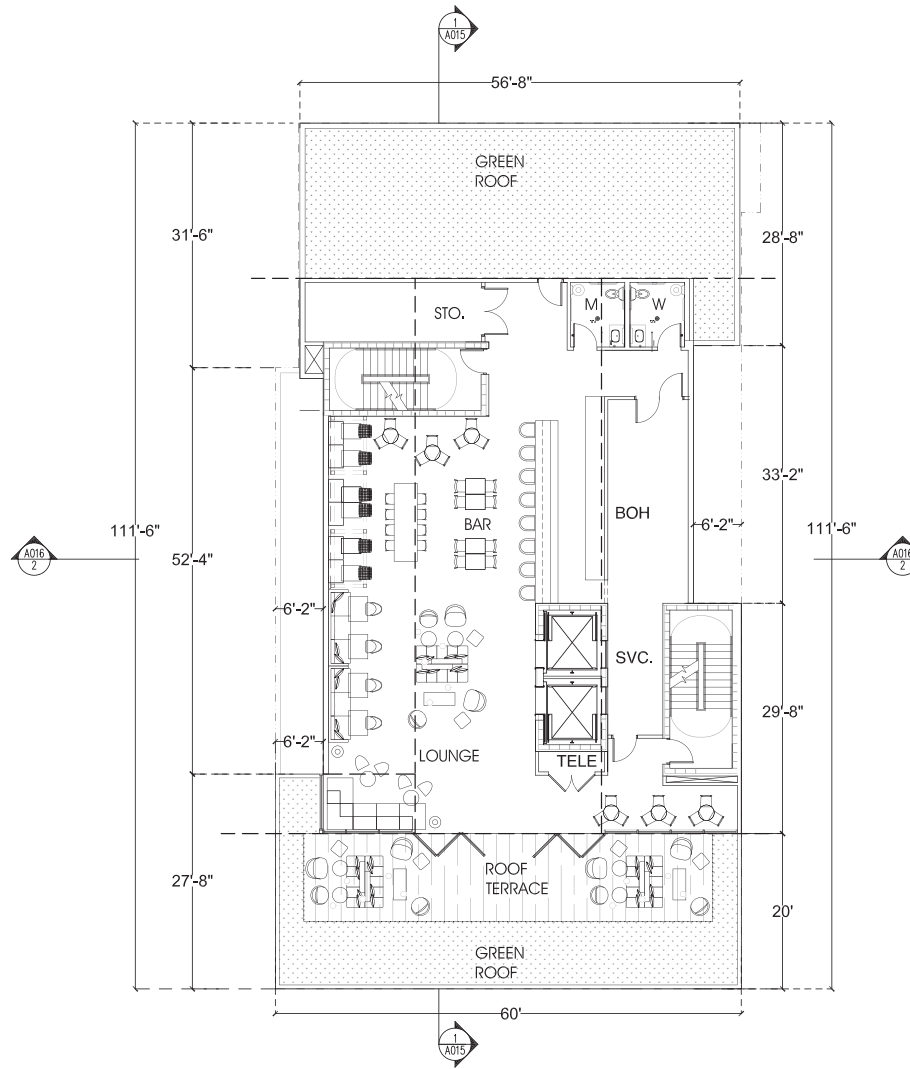 1
A015
56'-8"
GREEN
ROOF
31'-6"
28'-8"
STO.
M
W
33'-2"
BAR
BOH
6'-2"
111'-6"
111'-6"
A016
2
A016
2
52'-4"
6'-2"
SVC.
29'-8"
6'-2"
LOUNGE
TELE
ROOF
TERRACE
27'-8"
20'
GREEN
ROOF
60'
1
A015